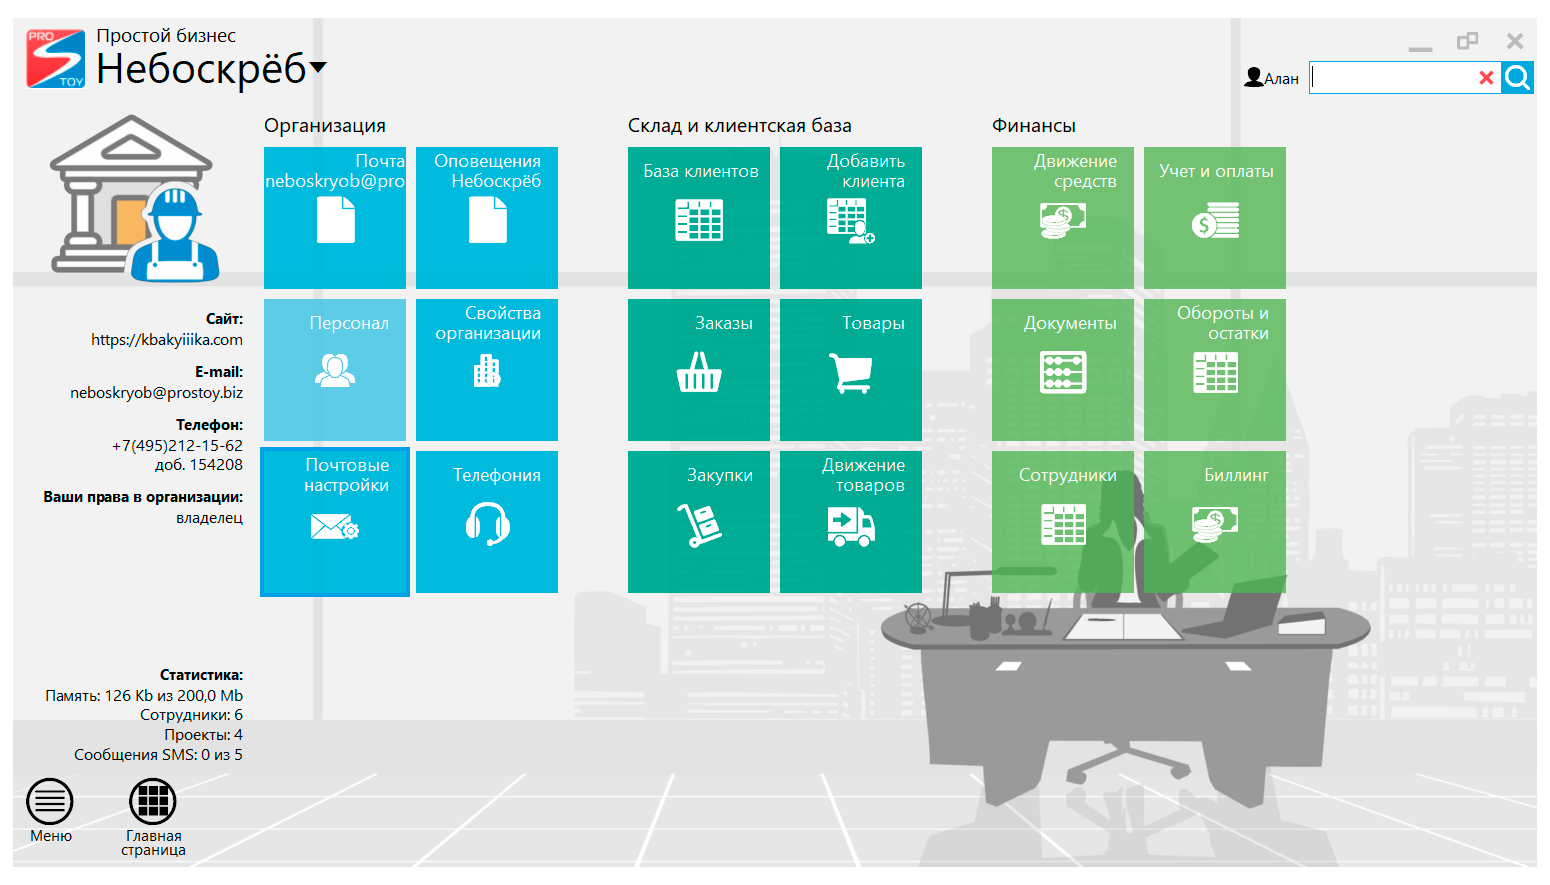 PRO
TOY
Простой бизнес
Небоскрёб
Алан
Организация
Почта
neboskryob@pro
Оповещения
Небоскрёб
Персонал
Свойства
организации
Почтовые
настройки
Телефония
Склад и клиентская база
База клиентов
Добавить
клиента
Заказы
Товары
Закупки
Движение
товаров
Финансы
Движение
средств
Учет и оплаты
Документы
Обороты и
остатки
Сотрудники
Биллинг
Сайт:
https://kbakyiiika.com
E-mail:
neboskryob@prostoy.biz
Телефон:
+7(495)212-15-62
доб. 154208
Ваши права в организации:
владелец
Статистика:
Память: 126 Kb из 200,0 Mb
Сотрудники: 6
Проекты: 4
Сообщения SMS: 0 из 5
Меню
Главная
страница